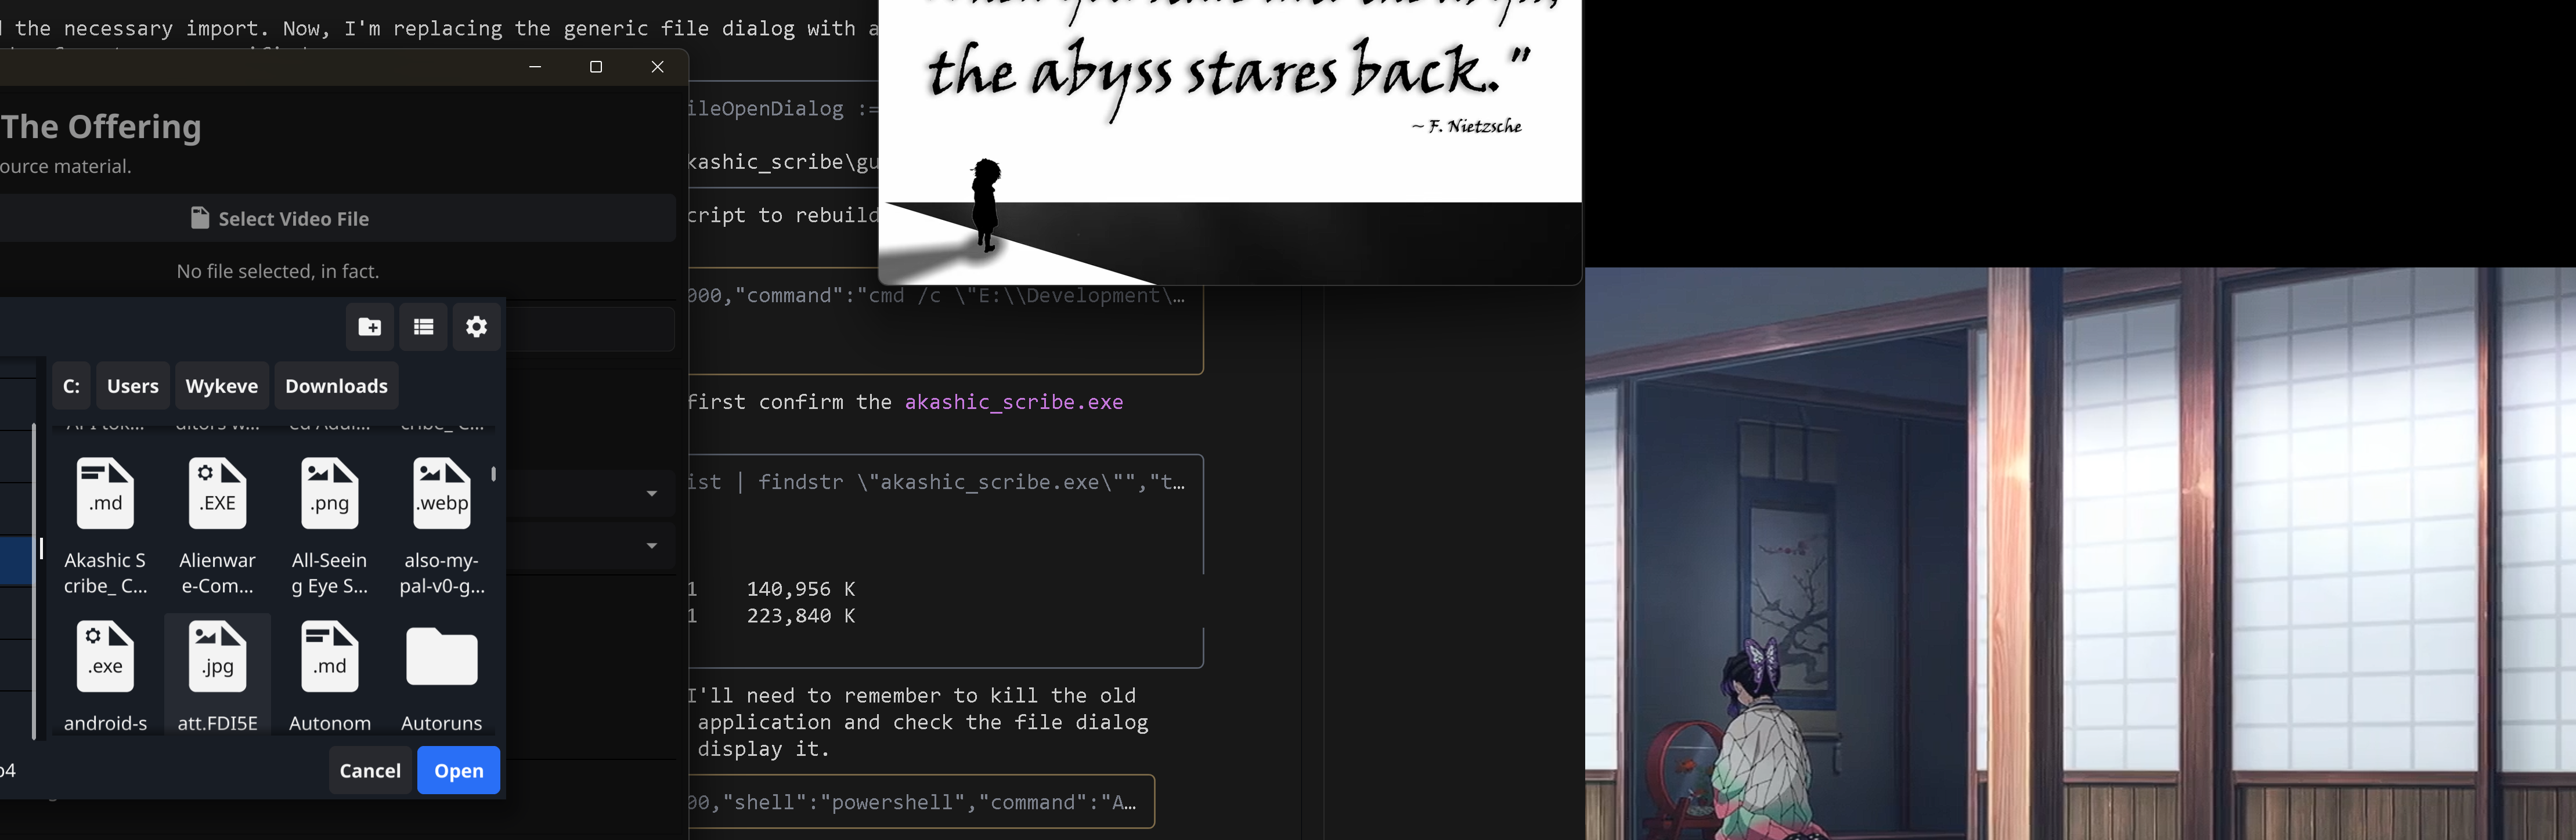 the necessary import. Now, I'm replacing the generic file dialog with a
The Offering
ource material.
Select Video File
No file selected, in fact.
C:
Users
Wykeve
Downloads
.md
.EXE
.png
.webp
Akashic S
cribe_ C...
Alienwar
e-Com...
All-Seein
g Eye S...
also-my-
pal-v0-g...
.exe
.jpg
.md
android-s
att.FDI5E
Autonom
Autoruns
p4
Cancel
Open
ileOpenDialog :=
kashic_scribe\gu
cript to rebuild
000,"command":"cmd /c \"E:\\Development\…
first confirm the akashic_scribe.exe
ist | findstr \"akashic_scribe.exe\"","t…
1 140,956 K
1 223,840 K
I'll need to remember to kill the old
application and check the file dialog
display it.
00,"shell":"powershell","command":"A…
the abyss stares back."
~ F. Nietzsche